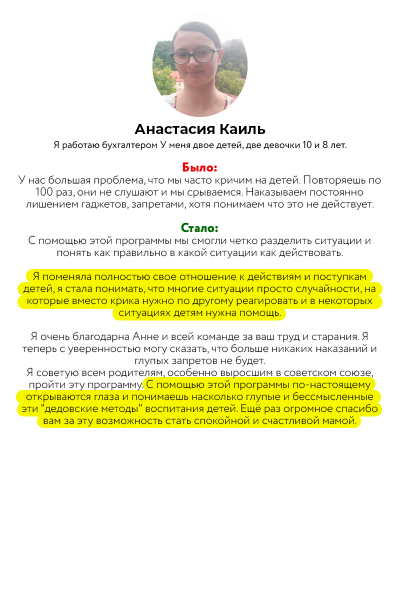 Анастасия Каиль
Я работаю бухгалтером У меня двое детей, две девочки 10 и 8 лет.
Было:
У нас большая проблема, что мы часто кричим на детей. Повторяешь по
100 раз, они не слушают и мы срываемся. Наказываем постоянно
лишением гаджетов, запретами, хотя понимаем что это не действует.
Стало:
С помощью этой программы мы смогли четко разделить ситуации и
понять как правильно в какой ситуации как действовать.
Я поменяла полностью свое отношение к действиям и поступкам
детей, я стала понимать, что многие ситуации просто случайности, на
которые вместо крика нужно по другому реагировать и в некоторых
ситуациях детям нужна помощь.
Я очень благодарна Анне и всей команде за ваш труд и старания. Я
теперь с уверенностью могу сказать, что больше никаких наказаний и
глупых запретов не будет.
Я советую всем родителям, особенно выросшим в советском союзе,
пройти эту программу. С помощью этой программы по-настоящему
открываются глаза и понимаешь насколько глупые и бессмысленные
эти "дедовские методы" воспитания детей. Ещё раз огромное спасибо
вам за эту возможность стать спокойной и счастливой мамой.